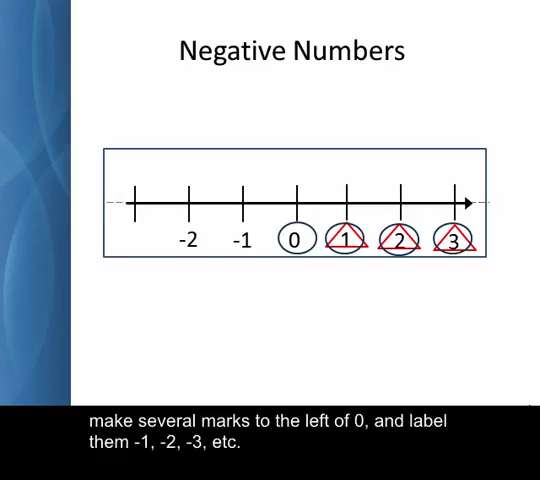 Negative Numbers
-2 -1 0 1 2 3
make several marks to the left of 0, and label
them -1, -2, -3, etc.